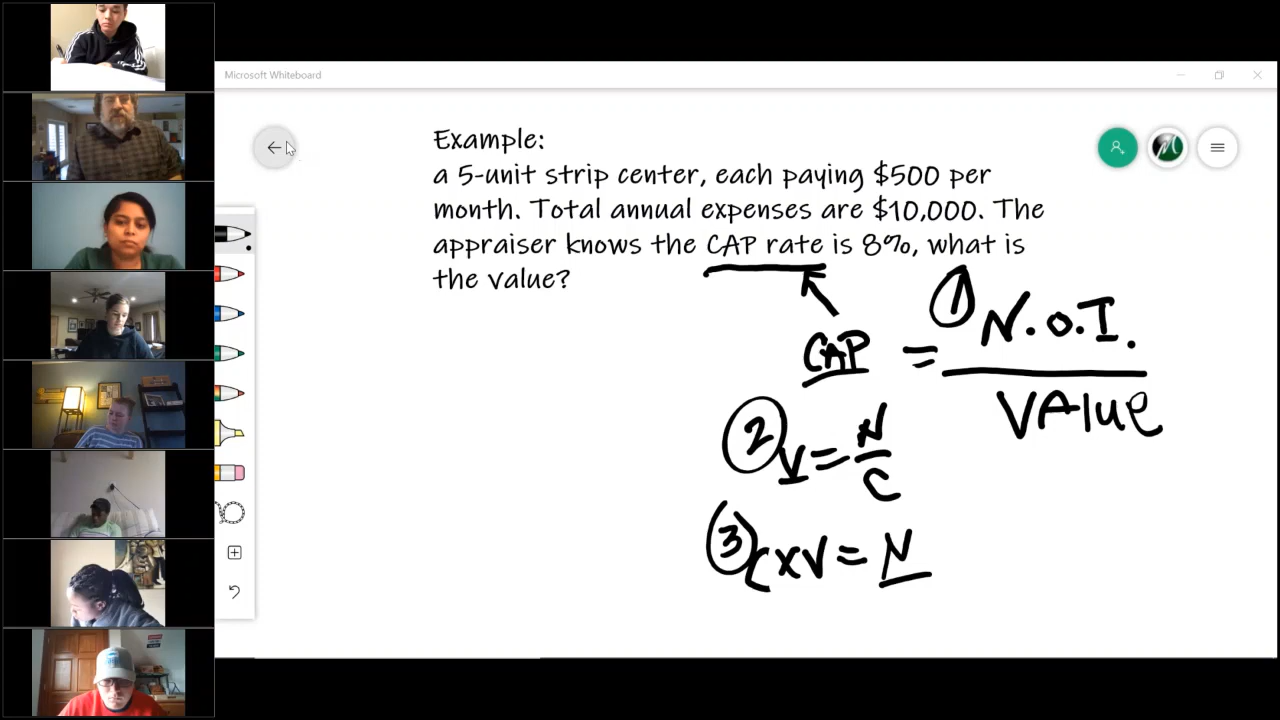 Microsoft Whiteboard
Example:
a 5-unit strip center, each paying $500 per
month. Total annual expenses are $10,000. The
appraiser knows the CAP rate is 8%, what is
the value?
CAP = ① N.O.I.
VALUE
② V = N
C
③ C x V = N